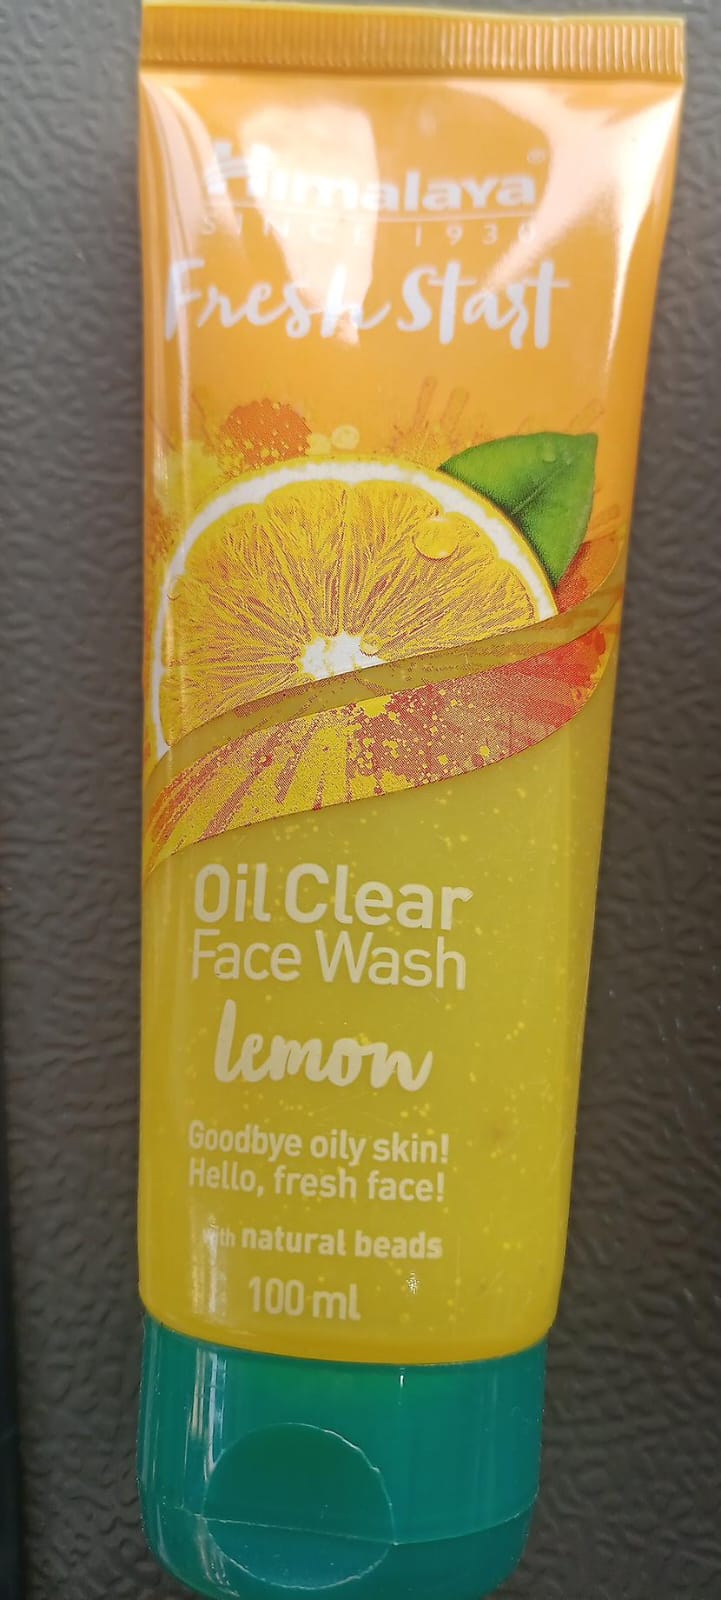 Himalaya®
SINCE 1930
Fresh Start
Oil Clear
Face Wash
lemon
Goodbye oily skin!
Hello, fresh face!
with natural beads
100 ml